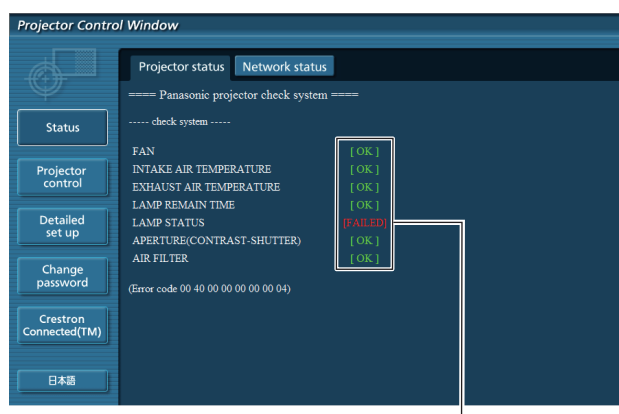 Projector Control Window
Projector status
Network status
==== Panasonic projector check system ====
----- check system -----
Status
FAN [ OK ]
INTAKE AIR TEMPERATURE [ OK ]
Projector control
EXHAUST AIR TEMPERATURE [ OK ]
LAMP REMAIN TIME [ OK ]
LAMP STATUS [FAILED]
Detailed set up
APERTURE(CONTRAST-SHUTTER) [ OK ]
AIR FILTER [ OK ]
Change password
(Error code 00 40 00 00 00 00 00 04)
Crestron Connected(TM)
日本語